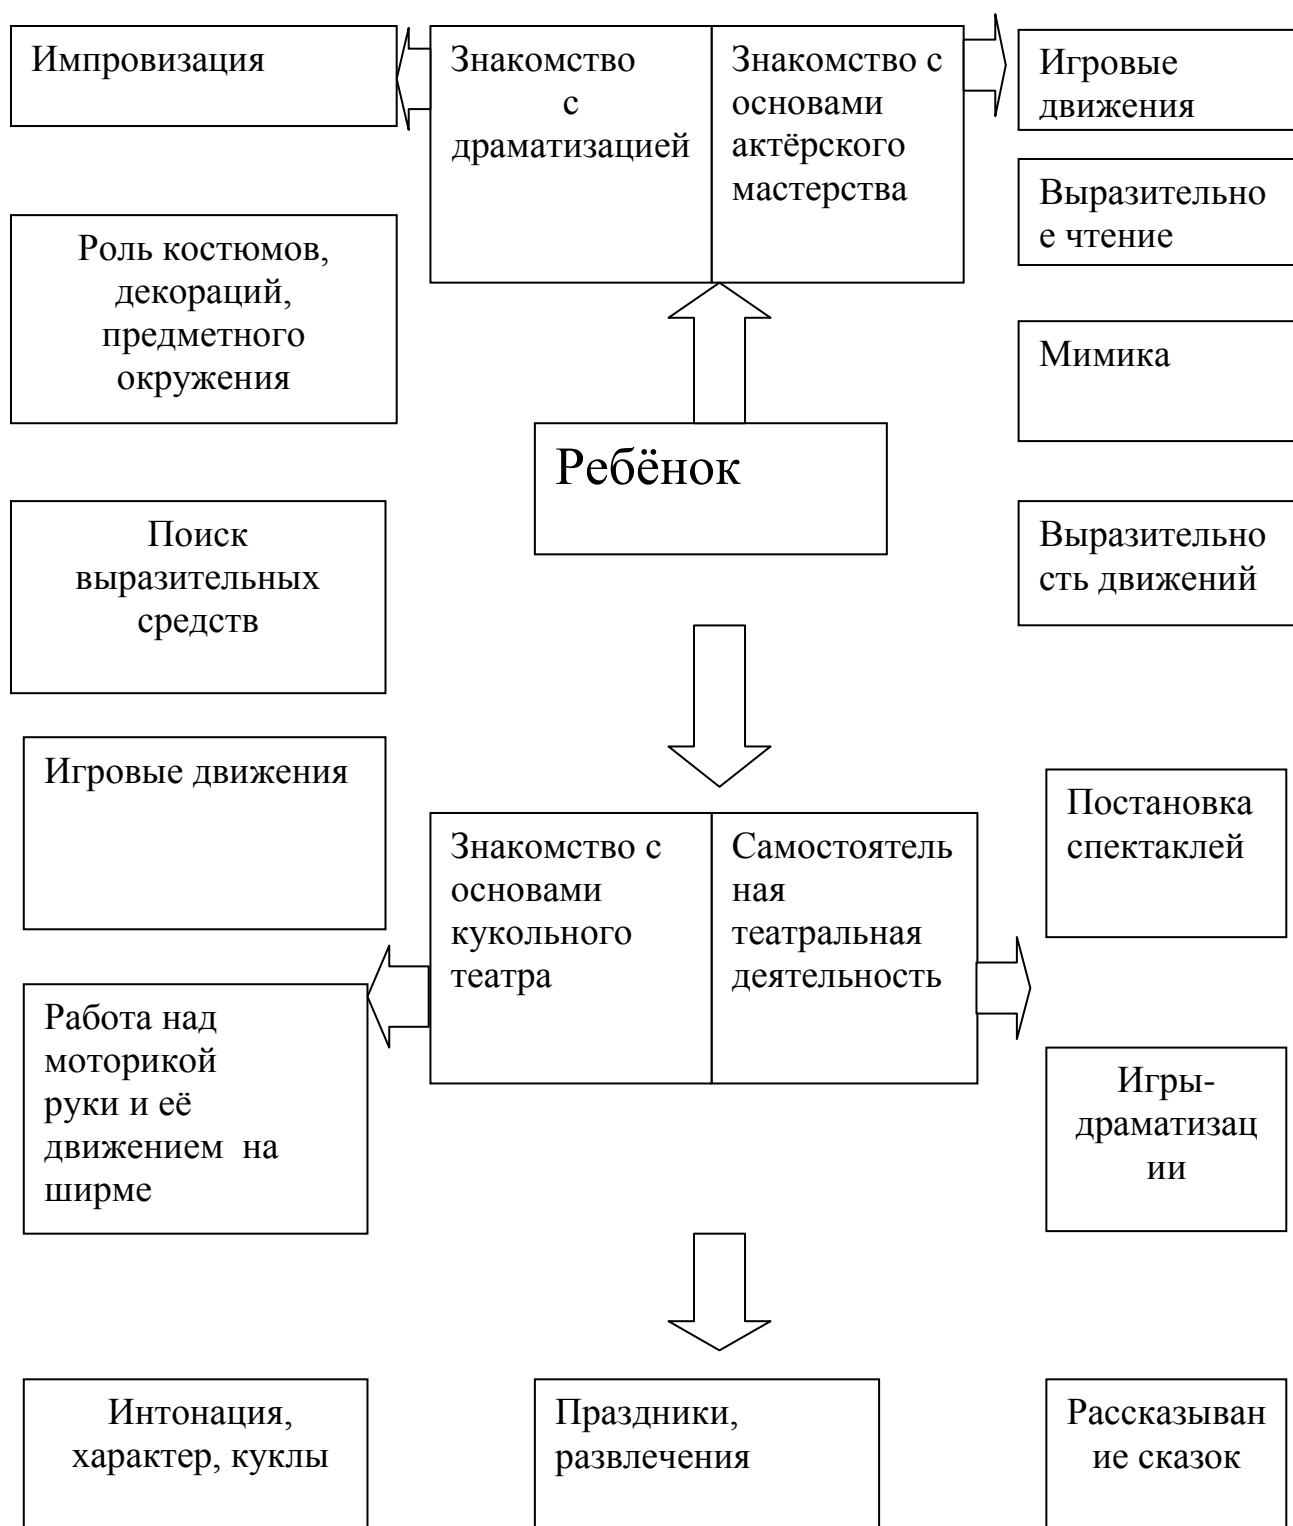 Импровизация
Знакомство
с
драматизацией
Знакомство с
основами
актёрского
мастерства
Игровые
движения
Выразительно
е чтение
Роль костюмов,
декораций,
предметного
окружения
Мимика
Ребёнок
Поиск
выразительных
средств
Выразительно
сть движений
Игровые движения
Знакомство с
основами
кукольного
театра
Самостоятель
ная
театральная
деятельность
Постановка
спектаклей
Работа над
моторикой
руки и её
движением  на
ширме
Игры-
драматизац
ии
Интонация,
характер, куклы
Праздники,
развлечения
Рассказыван
ие сказок